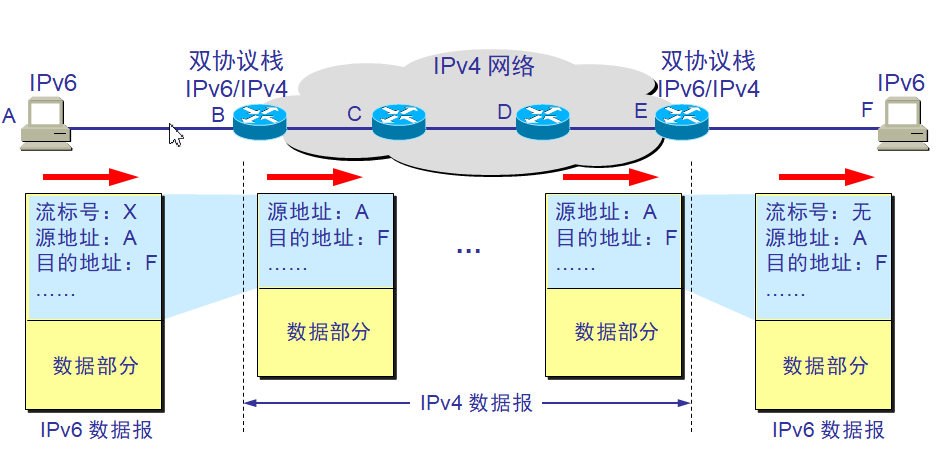 双协议栈
IPv6/IPv4
IPv4 网络
双协议栈
IPv6/IPv4
IPv6
IPv6
A
B
C
D
E
F
流标号：X
源地址：A
目的地址：F
……
数据部分
IPv6 数据报
源地址：A
目的地址：F
……
数据部分
…
源地址：A
目的地址：F
……
数据部分
IPv4 数据报
流标号：无
源地址：A
目的地址：F
……
数据部分
IPv6 数据报